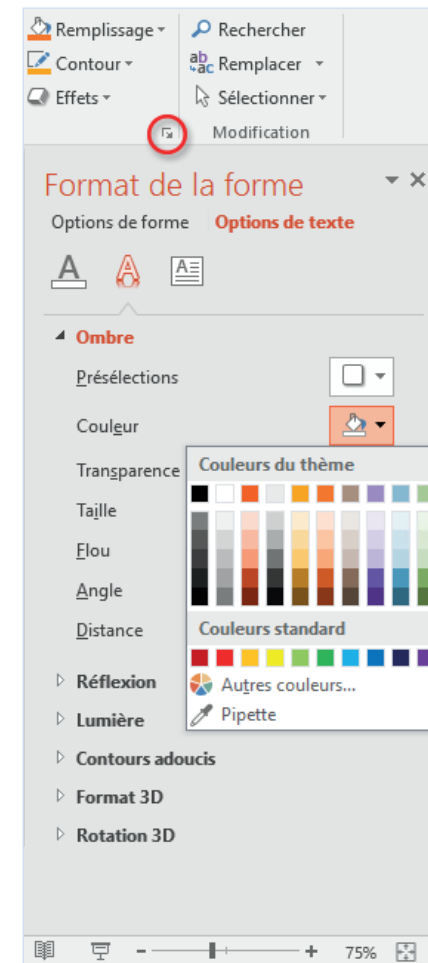 Remplissage
Rechercher
Contour
ab
ac
Remplacer
Effets
Sélectionner
Modification
Format de la forme
Options de forme
Options de texte
A
A
A
Ombre
Présélections
Couleur
Transparence
Couleurs du thème
Taille
Flou
Angle
Distance
Couleurs standard
Réflexion
Autres couleurs...
Lumière
Pipette
Contours adoucis
Format 3D
Rotation 3D
75%